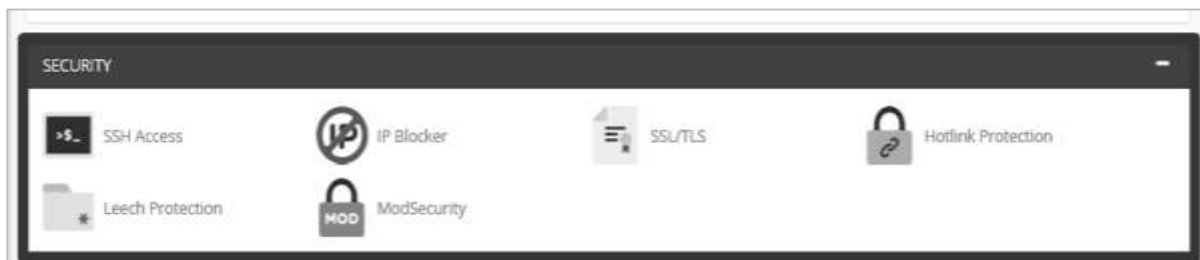 SECURITY
>$_ SSH Access IP IP Blocker SSL/TLS Hotlink Protection
Leech Protection MOD ModSecurity